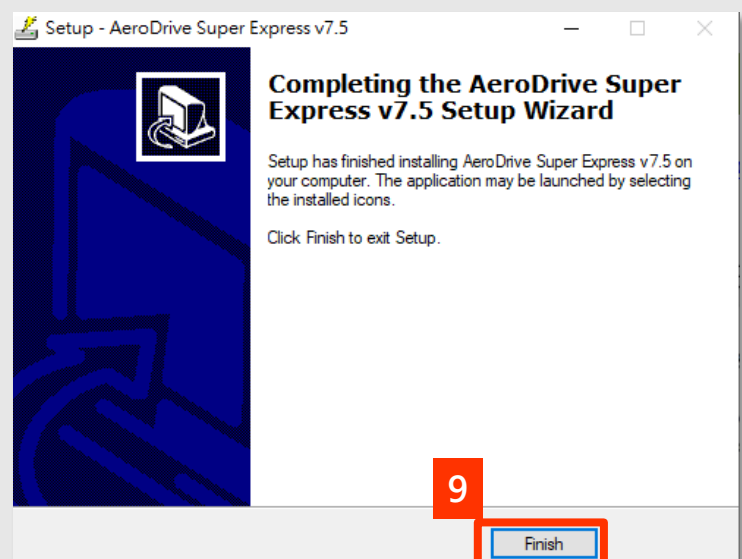 Setup - AeroDrive Super Express v7.5
Completing the AeroDrive Super
Express v7.5 Setup Wizard
Setup has finished installing AeroDrive Super Express v7.5 on
your computer. The application may be launched by selecting
the installed icons.
Click Finish to exit Setup.
9
Finish